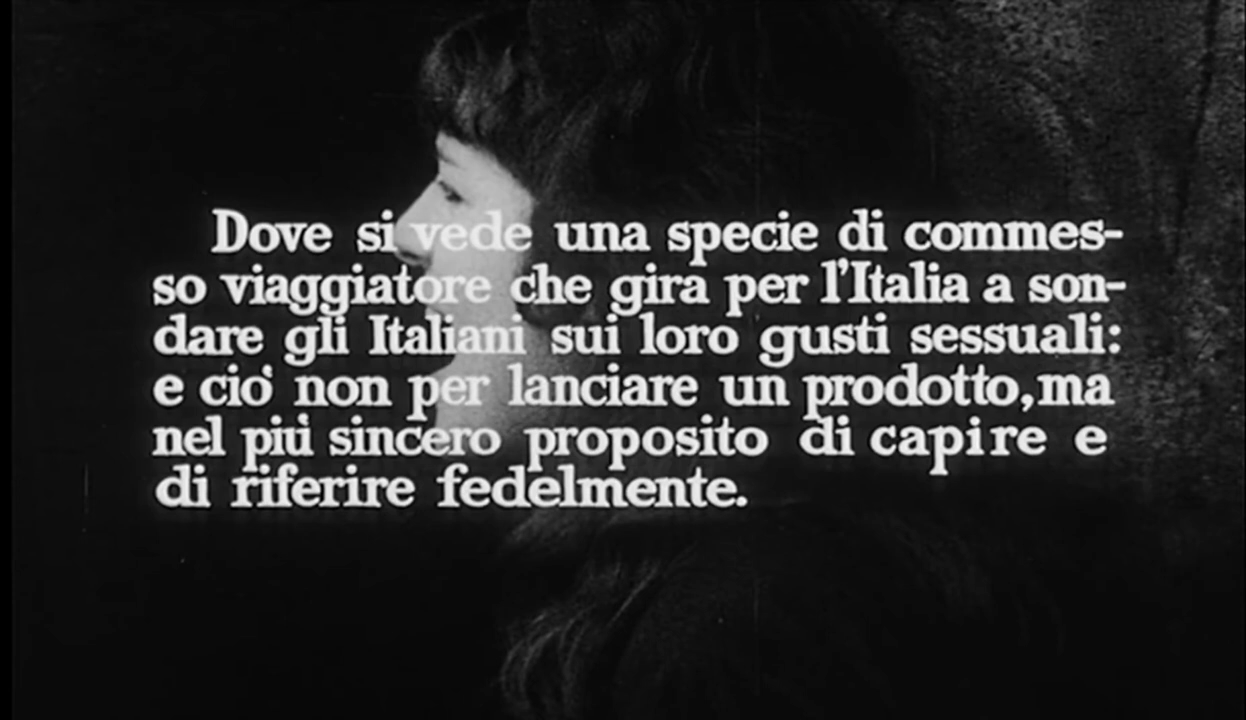 Dove si vede una specie di commes-
so viaggiatore che gira per l'Italia a son-
dare gli Italiani sui loro gusti sessuali:
e ciò non per lanciare un prodotto, ma
nel più sincero proposito di capire e
di riferire fedelmente.